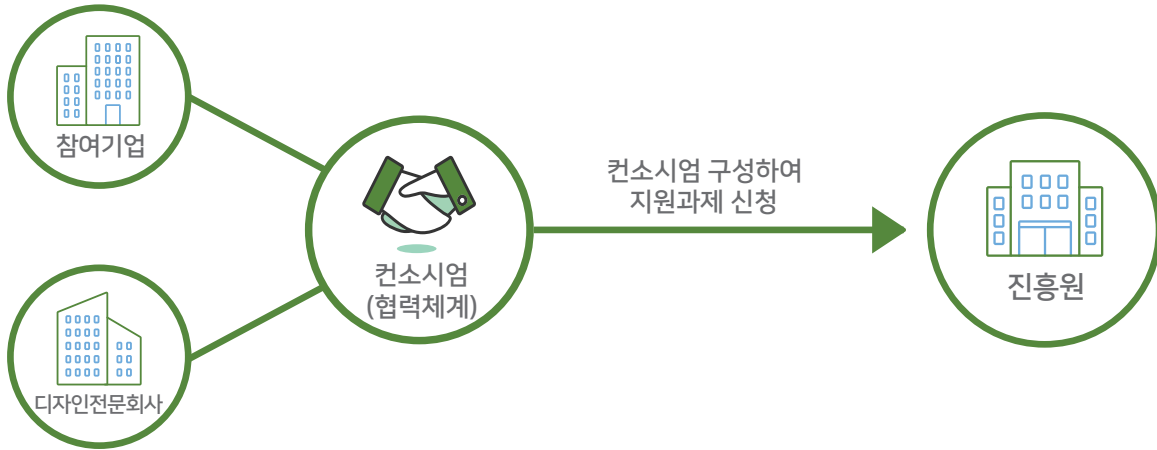 참여기업
디자인전문회사
컨소시엄
(협력체계)
컨소시엄 구성하여
지원과제 신청
진흥원